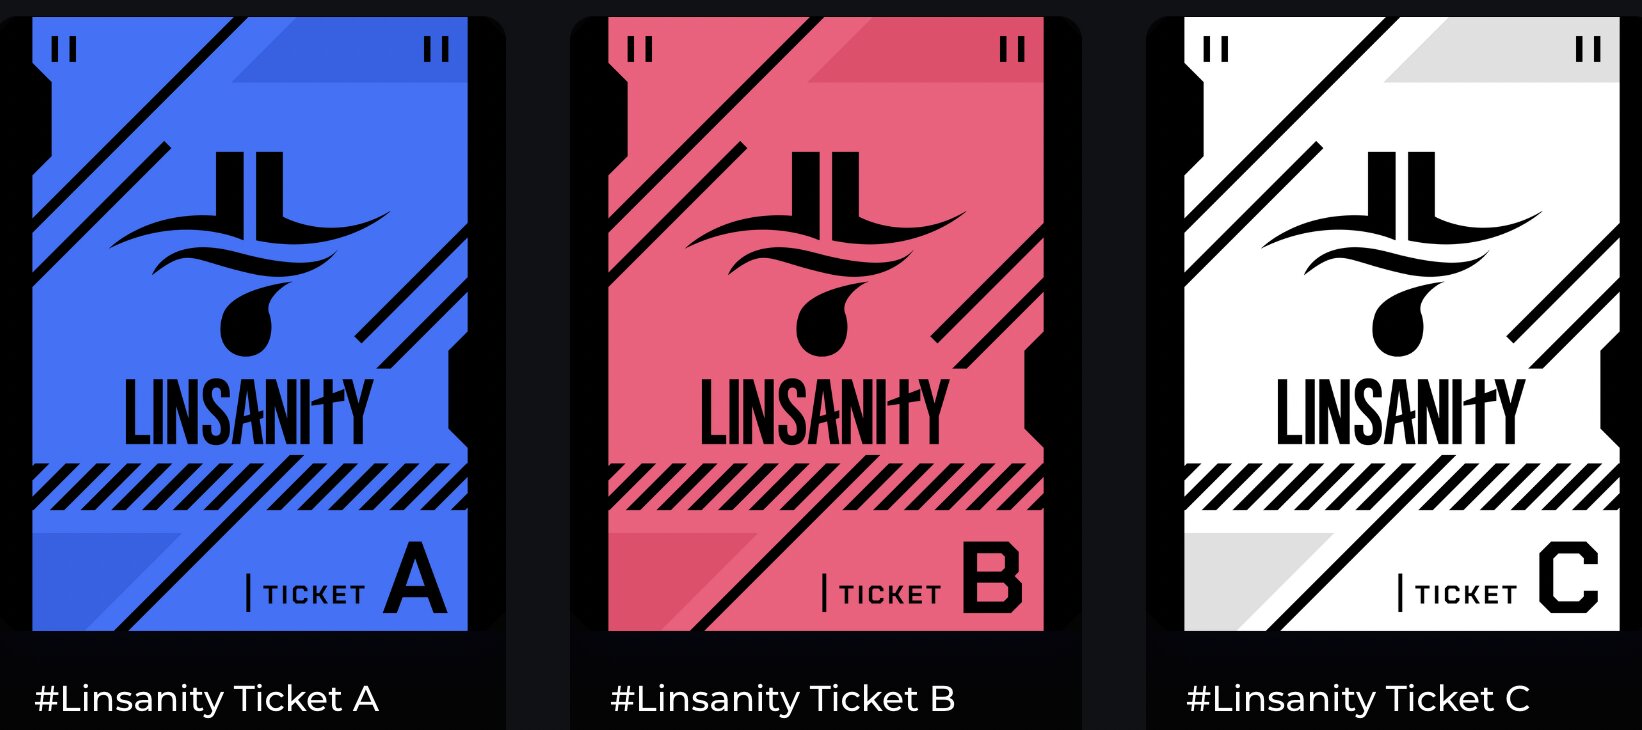 LINSANITY
| TICKET A
#Linsanity Ticket A
LINSANITY
| TICKET B
#Linsanity Ticket B
LINSANITY
| TICKET C
#Linsanity Ticket C